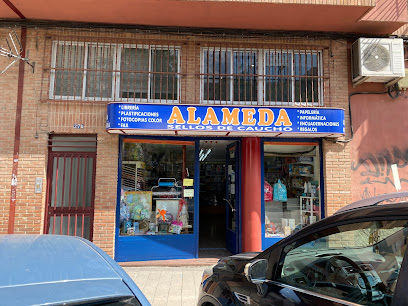 * LIBRERÍA
* PLASTIFICACIONES
* FOTOCOPIAS COLOR
* FAX
ALAMEDA
SELLOS DE CAUCHO
* PAPELERÍA
* INFORMÁTICA
* ENCUADERNACIONES
* REGALOS